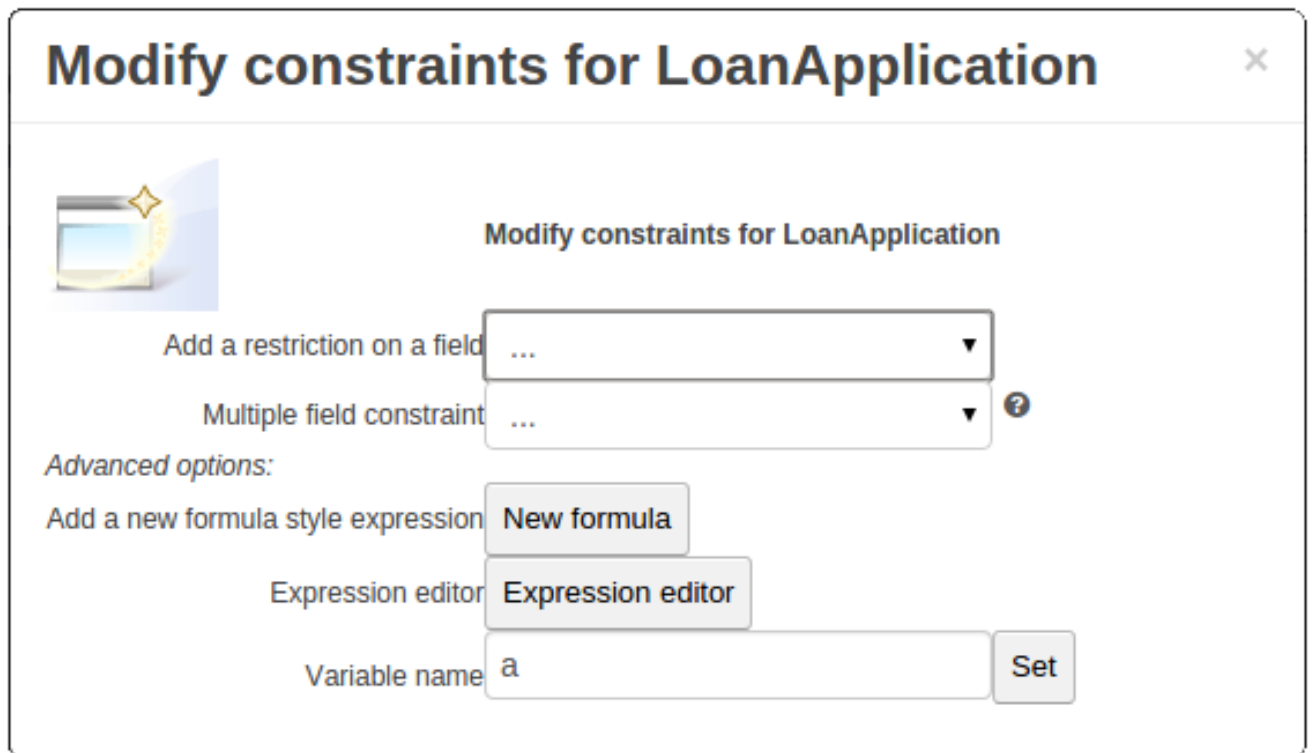 Modify constraints for LoanApplication ×
Modify constraints for LoanApplication
Add a restriction on a field ...
Multiple field constraint ... ?
Advanced options:
Add a new formula style expression New formula
Expression editor Expression editor
Variable name a Set